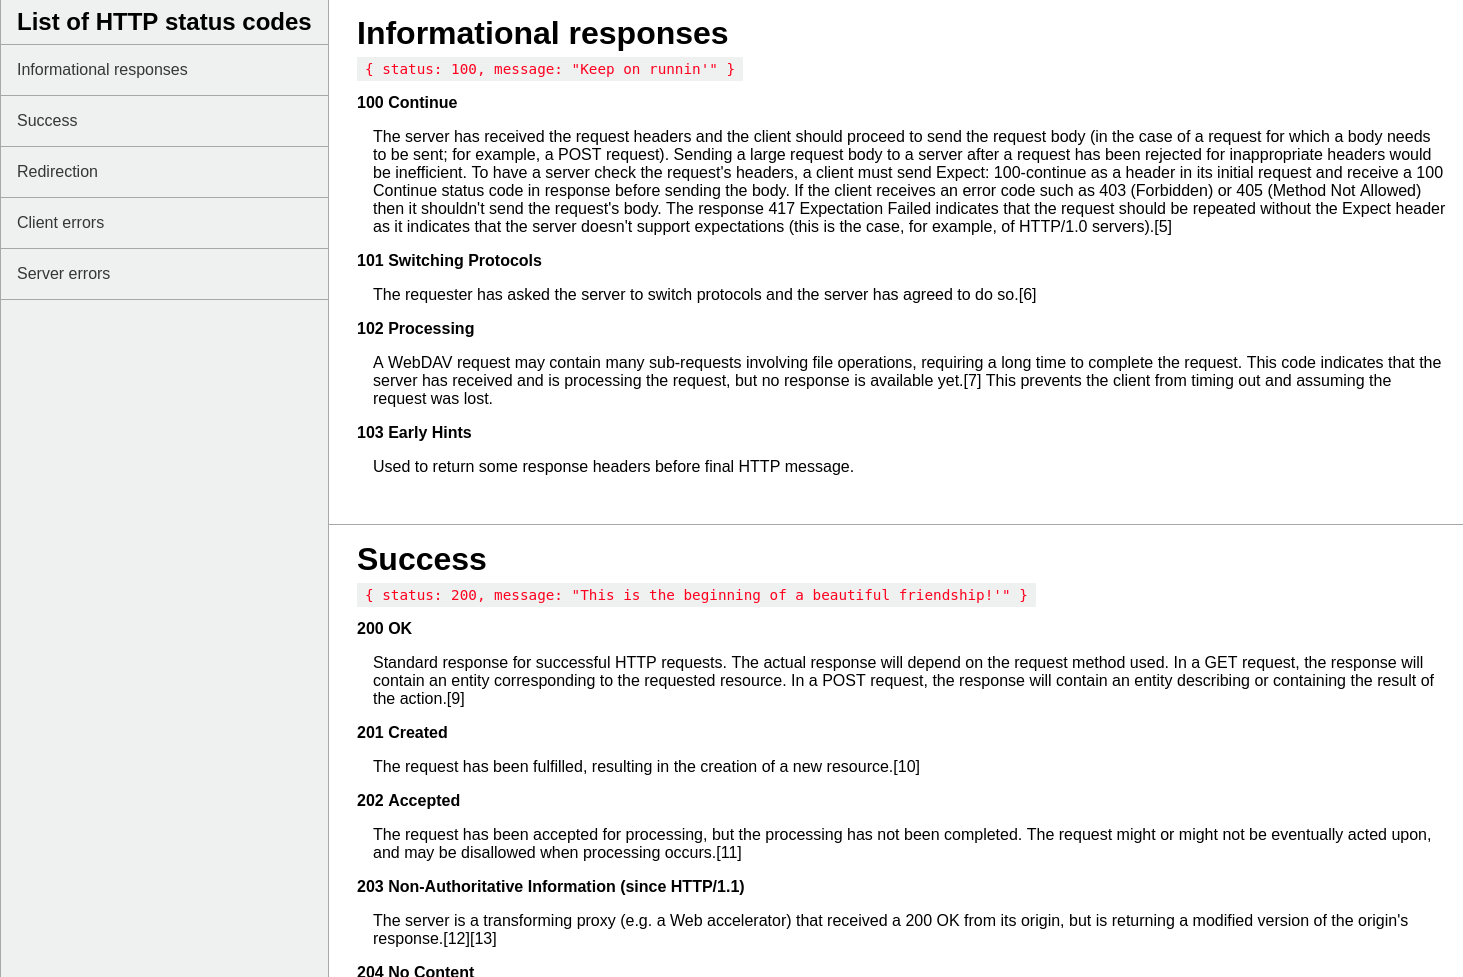 List of HTTP status codes
Informational responses
Success
Redirection
Client errors
Server errors
Informational responses
{ status: 100, message: "Keep on runnin'" }
100 Continue
The server has received the request headers and the client should proceed to send the request body (in the case of a request for which a body needs
to be sent; for example, a POST request). Sending a large request body to a server after a request has been rejected for inappropriate headers would
be inefficient. To have a server check the request's headers, a client must send Expect: 100-continue as a header in its initial request and receive a 100
Continue status code in response before sending the body. If the client receives an error code such as 403 (Forbidden) or 405 (Method Not Allowed)
then it shouldn't send the request's body. The response 417 Expectation Failed indicates that the request should be repeated without the Expect header
as it indicates that the server doesn't support expectations (this is the case, for example, of HTTP/1.0 servers).[5]
101 Switching Protocols
The requester has asked the server to switch protocols and the server has agreed to do so.[6]
102 Processing
A WebDAV request may contain many sub-requests involving file operations, requiring a long time to complete the request. This code indicates that the
server has received and is processing the request, but no response is available yet.[7] This prevents the client from timing out and assuming the
request was lost.
103 Early Hints
Used to return some response headers before final HTTP message.
Success
{ status: 200, message: "This is the beginning of a beautiful friendship!'" }
200 OK
Standard response for successful HTTP requests. The actual response will depend on the request method used. In a GET request, the response will
contain an entity corresponding to the requested resource. In a POST request, the response will contain an entity describing or containing the result of
the action.[9]
201 Created
The request has been fulfilled, resulting in the creation of a new resource.[10]
202 Accepted
The request has been accepted for processing, but the processing has not been completed. The request might or might not be eventually acted upon,
and may be disallowed when processing occurs.[11]
203 Non-Authoritative Information (since HTTP/1.1)
The server is a transforming proxy (e.g. a Web accelerator) that received a 200 OK from its origin, but is returning a modified version of the origin's
response.[12][13]
204 No Content